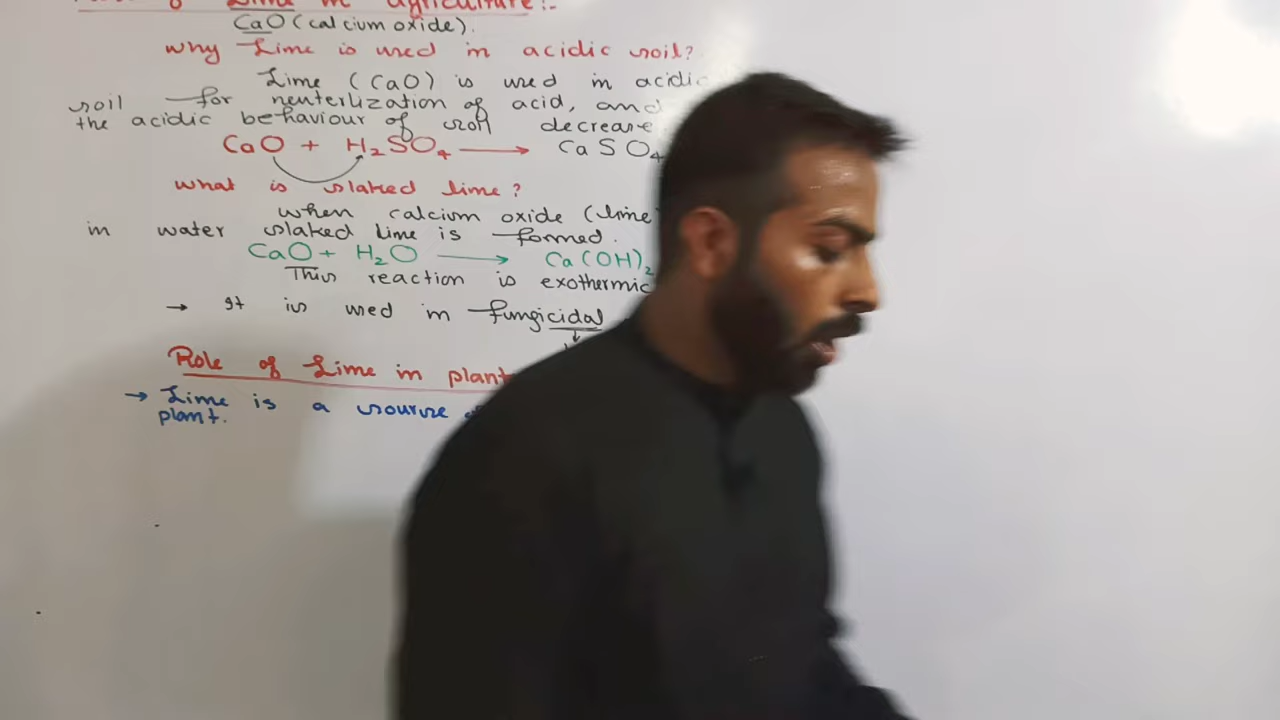 Lime in agriculture:-
CaO (calcium oxide).
why Lime is used in acidic soil?
Lime (CaO) is used in acidic
soil for neuterlization of acid, and
the acidic behaviour of soil decrease
CaO + H₂SO₄ → CaSO₄
what is slaked lime?
when calcium oxide (lime
in water slaked lime is formed.
CaO + H₂O → Ca(OH)₂
This reaction is exothermic
→ It is used in fungicidal
Role of Lime in plant
→ Lime is a sourse
plant.